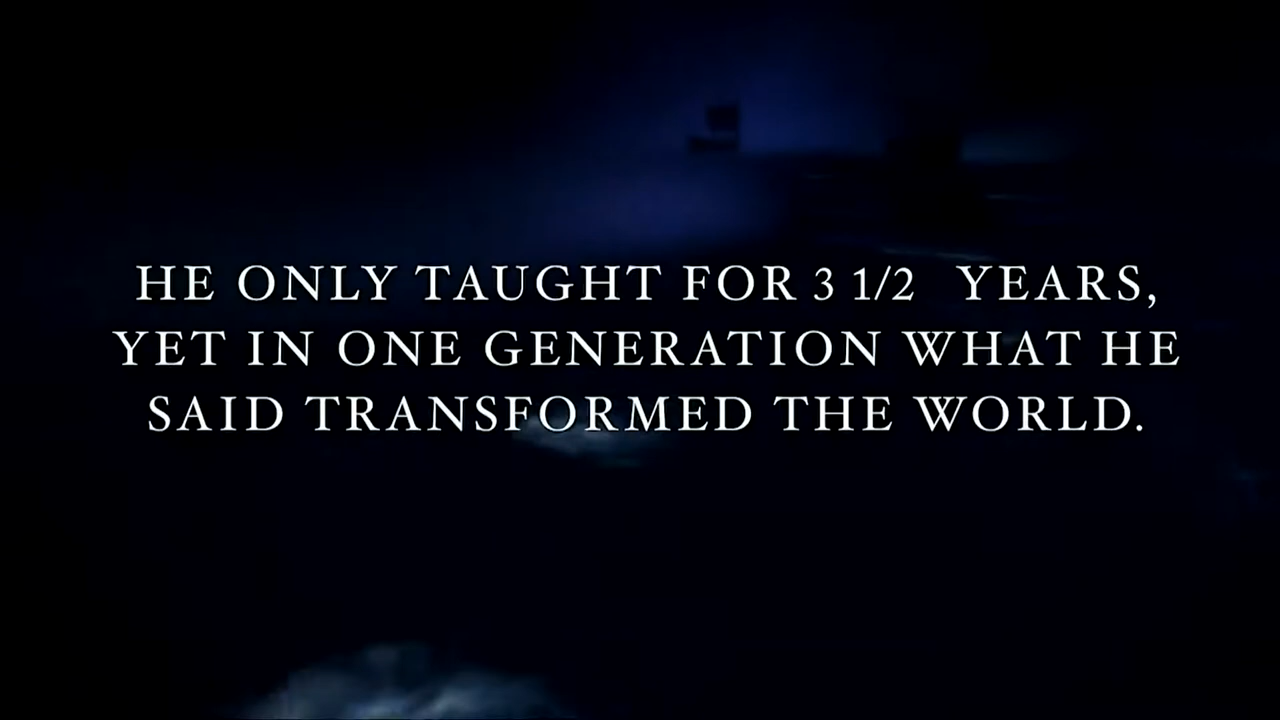 HE ONLY TAUGHT FOR 3 1/2 YEARS,
YET IN ONE GENERATION WHAT HE
SAID TRANSFORMED THE WORLD.